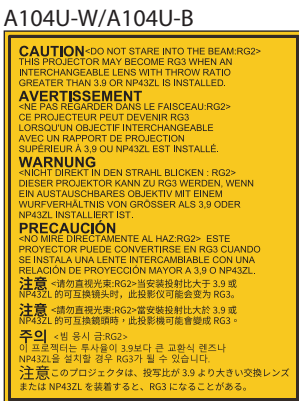 A104U-W/A104U-B
CAUTION<DO NOT STARE INTO THE BEAM:RG2>
THIS PROJECTOR MAY BECOME RG3 WHEN AN
INTERCHANGEABLE LENS WITH THROW RATIO
GREATER THAN 3.9 OR NP43ZL IS INSTALLED.
AVERTISSEMENT
<NE PAS REGARDER DANS LE FAISCEAU:RG2>
CE PROJECTEUR PEUT DEVENIR RG3
LORSQU'UN OBJECTIF INTERCHANGEABLE
AVEC UN RAPPORT DE PROJECTION
SUPÉRIEUR À 3,9 OU NP43ZL EST INSTALLÉ.
WARNUNG
<NICHT DIREKT IN DEN STRAHL BLICKEN : RG2>
DIESER PROJEKTOR KANN ZU RG3 WERDEN, WENN
EIN AUSTAUSCHBARES OBJEKTIV MIT EINEM
WURFVERHÄLTNIS VON GRÖSSER ALS 3,9 ODER
NP43ZL INSTALLIERT IST.
PRECAUCIÓN
<NO MIRE DIRECTAMENTE AL HAZ:RG2> ESTE
PROYECTOR PUEDE CONVERTIRSE EN RG3 CUANDO
SE INSTALA UNA LENTE INTERCAMBIABLE CON UNA
RELACIÓN DE PROYECCIÓN MAYOR A 3,9 O NP43ZL.
注意 <请勿直视光束:RG2>当安装投射比大于 3.9 或
NP43ZL 的可互换镜头时，此投影仪可能会变为 RG3。
注意 <請勿直視光束:RG2>當安裝投射比大於 3.9 或
NP43ZL 的可互換鏡頭時，此投影機可能會變成 RG3。
주의 <빔 응시 금:RG2>
이 프로젝터는 투사율이 3.9보다 큰 교환식 렌즈나
NP43ZL을 설치할 경우 RG3가 될 수 있습니다.
注意 このプロジェクタは、投写比が 3.9 より大きい交換レンズ
または NP43ZL を装着すると、RG3 になることがある。